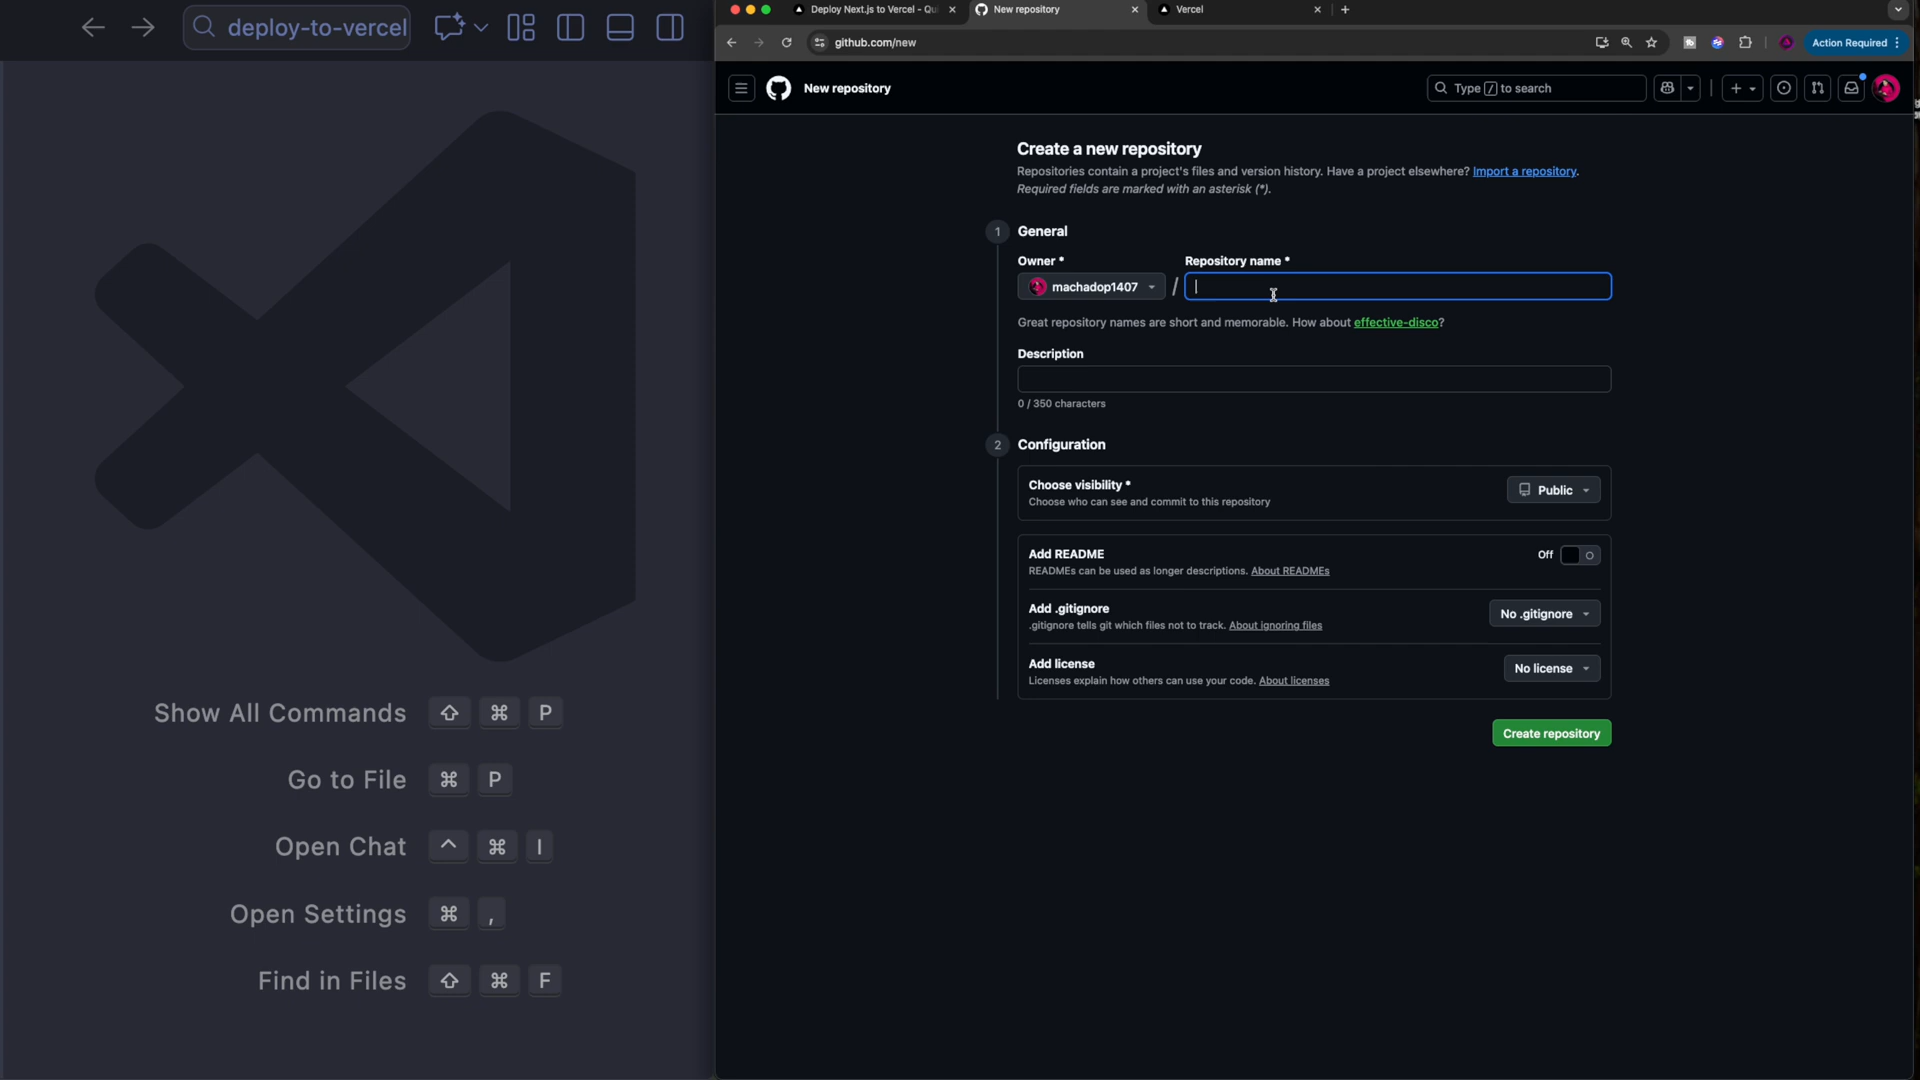 deploy-to-vercel
Show All Commands ⇧ ⌘ P
Go to File ⌘ P
Open Chat ^ ⌘ I
Open Settings ⌘ ,
Find in Files ⇧ ⌘ F
Deploy Next.js to Vercel - Qu
New repository
Vercel
github.com/new
Action Required
New repository
Type / to search
Create a new repository
Repositories contain a project's files and version history. Have a project elsewhere? Import a repository.
Required fields are marked with an asterisk (*).
1 General
Owner * Repository name *
machadop1407 /
Great repository names are short and memorable. How about effective-disco?
Description
0 / 350 characters
2 Configuration
Choose visibility *
Choose who can see and commit to this repository
Public
Add README
READMEs can be used as longer descriptions. About READMEs
Off
Add .gitignore
.gitignore tells git which files not to track. About ignoring files
No .gitignore
Add license
Licenses explain how others can use your code. About licenses
No license
Create repository